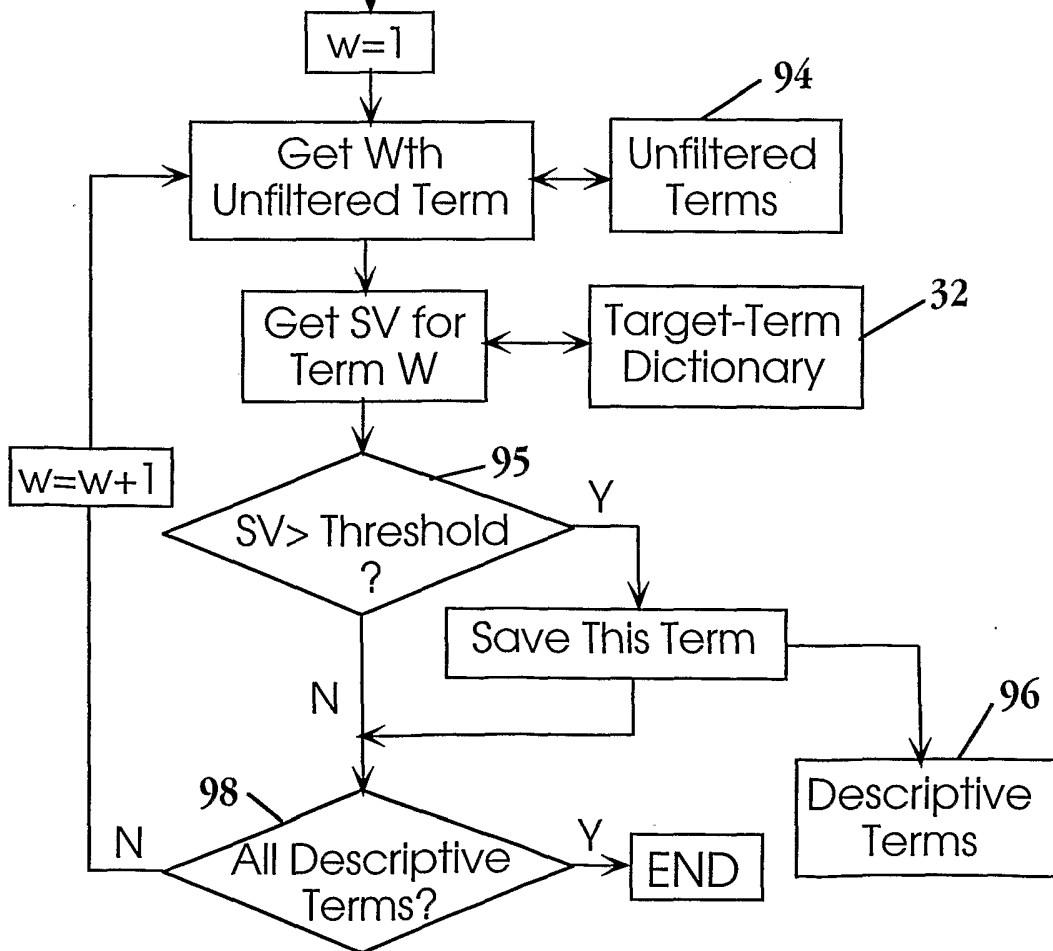 w=1
94
Get Wth
Unfiltered Term
Unfiltered
Terms
32
Get SV for
Term W
Target-Term
Dictionary
w=w+1
95
SV> Threshold
?
Y
Save This Term
N
96
Descriptive
Terms
98
N
All Descriptive
Terms?
Y
END